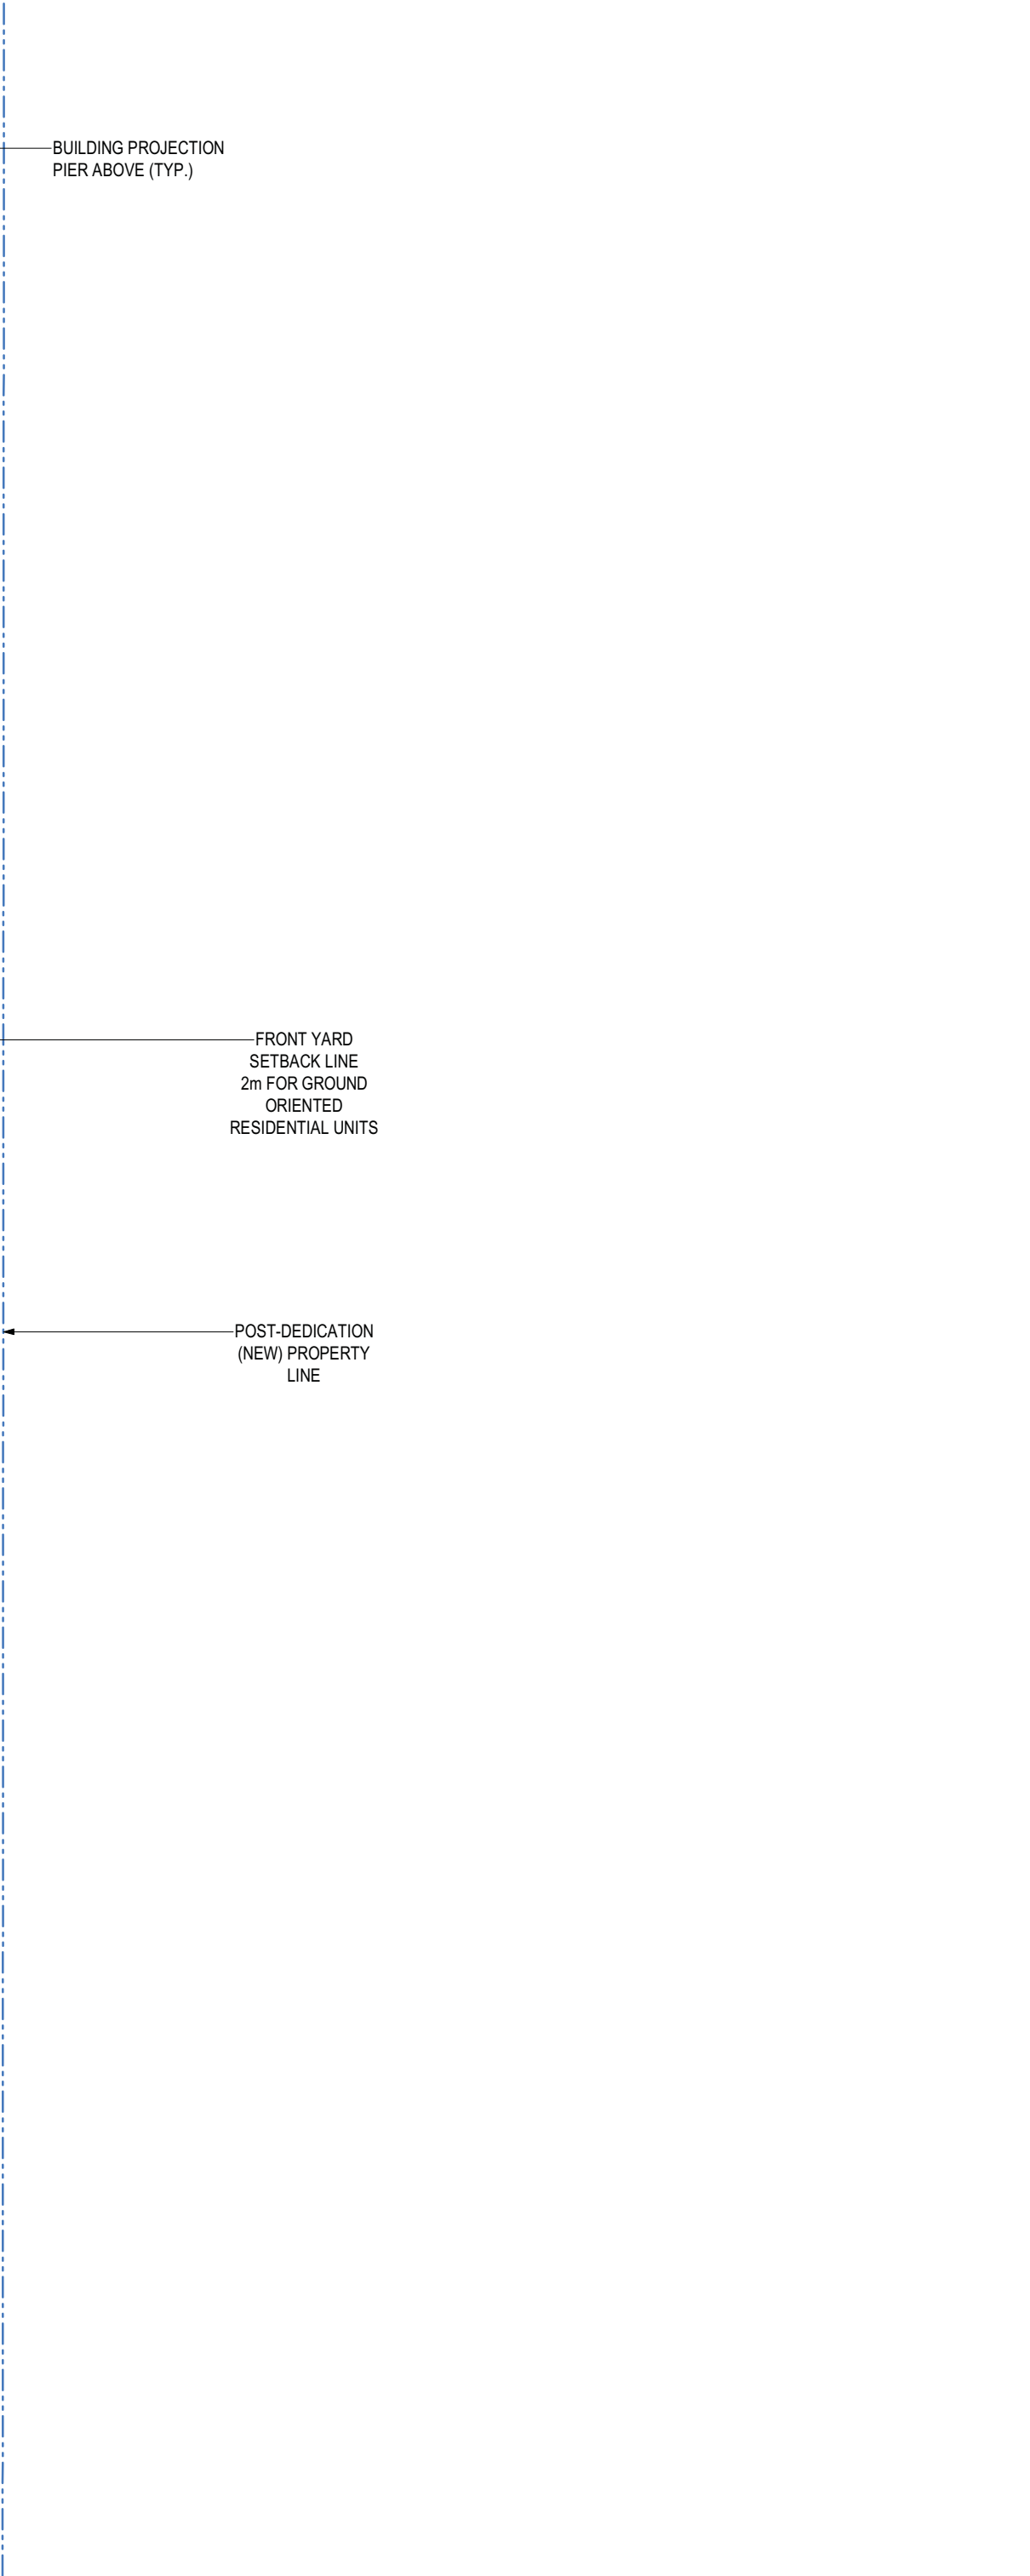 BUILDING PROJECTION
PIER ABOVE (TYP.)
FRONT YARD
SETBACK LINE
2m FOR GROUND
ORIENTED
RESIDENTIAL UNITS
POST-DEDICATION
(NEW) PROPERTY
LINE